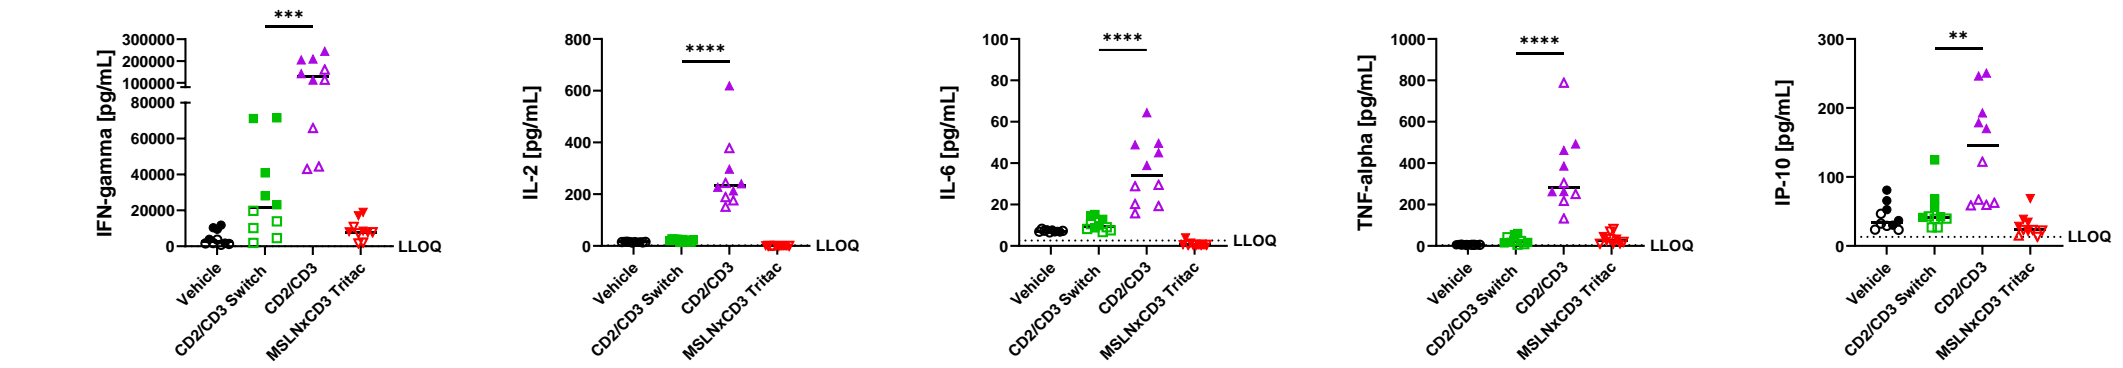 ***
IFN-gamma [pg/mL]
300000
200000
100000
80000
60000
40000
20000
0
LLOQ
Vehicle
CD2/CD3 Switch
CD2/CD3
MSLNxCD3 Tritac
****
IL-2 [pg/mL]
800
600
400
200
0
LLOQ
Vehicle
CD2/CD3 Switch
CD2/CD3
MSLNxCD3 Tritac
****
IL-6 [pg/mL]
100
80
60
40
20
0
LLOQ
Vehicle
CD2/CD3 Switch
CD2/CD3
MSLNxCD3 Tritac
****
TNF-alpha [pg/mL]
1000
800
600
400
200
0
LLOQ
Vehicle
CD2/CD3 Switch
CD2/CD3
MSLNxCD3 Tritac
**
IP-10 [pg/mL]
300
200
100
0
LLOQ
Vehicle
CD2/CD3 Switch
CD2/CD3
MSLNxCD3 Tritac